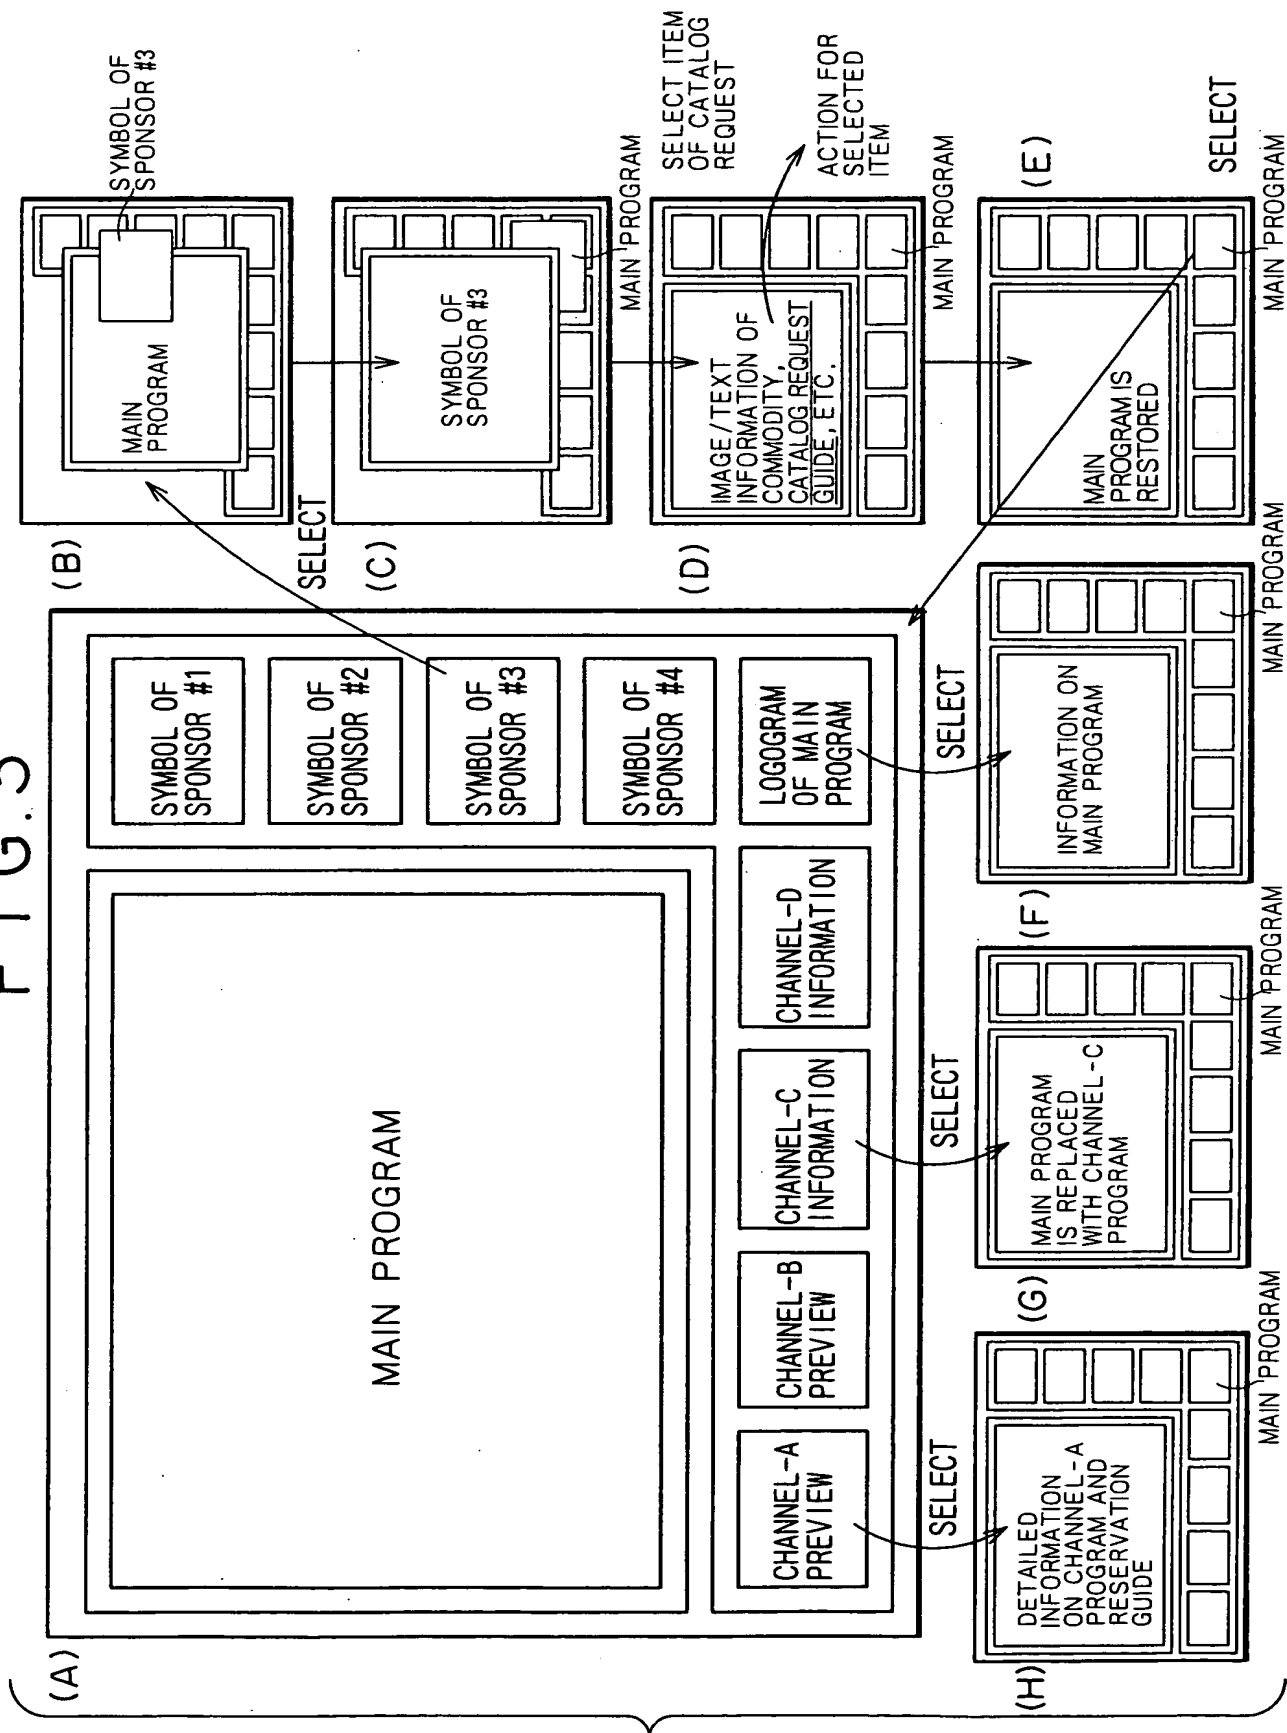 FIG. 3
(A)
MAIN PROGRAM
SYMBOL OF
SPONSOR #1
SYMBOL OF
SPONSOR #2
SYMBOL OF
SPONSOR #3
SYMBOL OF
SPONSOR #4
LOGOGRAM
OF MAIN
PROGRAM
CHANNEL-A
PREVIEW
CHANNEL-B
PREVIEW
CHANNEL-C
INFORMATION
CHANNEL-D
INFORMATION
SELECT
SELECT
SELECT
SELECT
(B)
MAIN
PROGRAM
SYMBOL OF
SPONSOR #3
(C)
SYMBOL OF
SPONSOR #3
MAIN PROGRAM
(D)
IMAGE/TEXT
INFORMATION OF
COMMODITY,
CATALOG REQUEST
GUIDE, ETC.
SELECT ITEM
OF CATALOG
REQUEST
ACTION FOR
SELECTED
ITEM
MAIN PROGRAM
(E)
MAIN
PROGRAM IS
RESTORED
SELECT
MAIN PROGRAM
(F)
INFORMATION ON
MAIN PROGRAM
MAIN PROGRAM
(G)
MAIN PROGRAM
IS REPLACED
WITH CHANNEL-C
PROGRAM
MAIN PROGRAM
(H)
DETAILED
INFORMATION
ON CHANNEL-A
PROGRAM AND
RESERVATION
GUIDE
MAIN PROGRAM